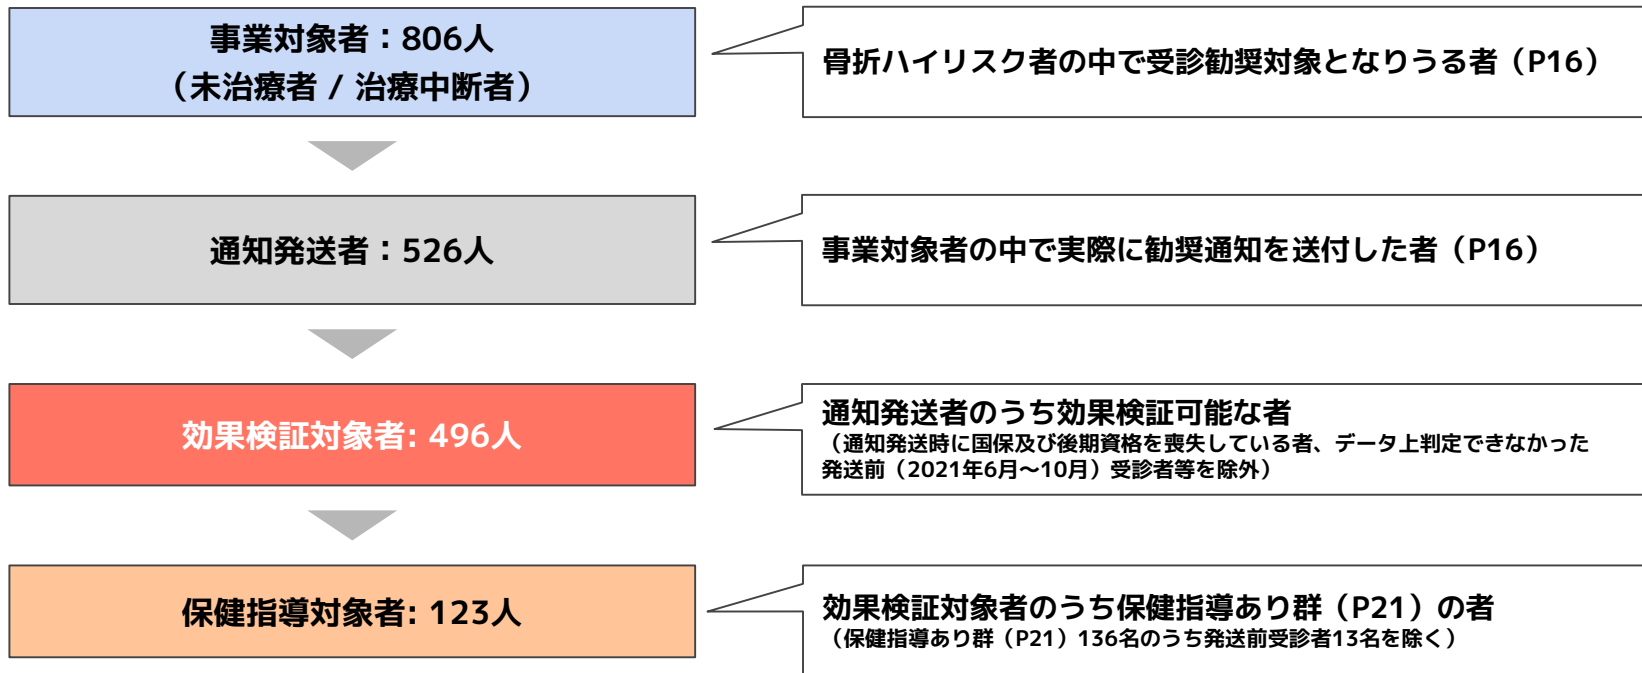 事業対象者：806人
（未治療者 / 治療中断者）
骨折ハイリスク者の中で受診勧奨対象となりうる者（P16）
通知発送者：526人
事業対象者の中で実際に勧奨通知を送付した者（P16）
効果検証対象者: 496人
通知発送者のうち効果検証可能な者
（通知発送時に国保及び後期資格を喪失している者、データ上判定できなかった
発送前（2021年6月〜10月）受診者等を除外）
保健指導対象者: 123人
効果検証対象者のうち保健指導あり群（P21）の者
（保健指導あり群（P21）136名のうち発送前受診者13名を除く）